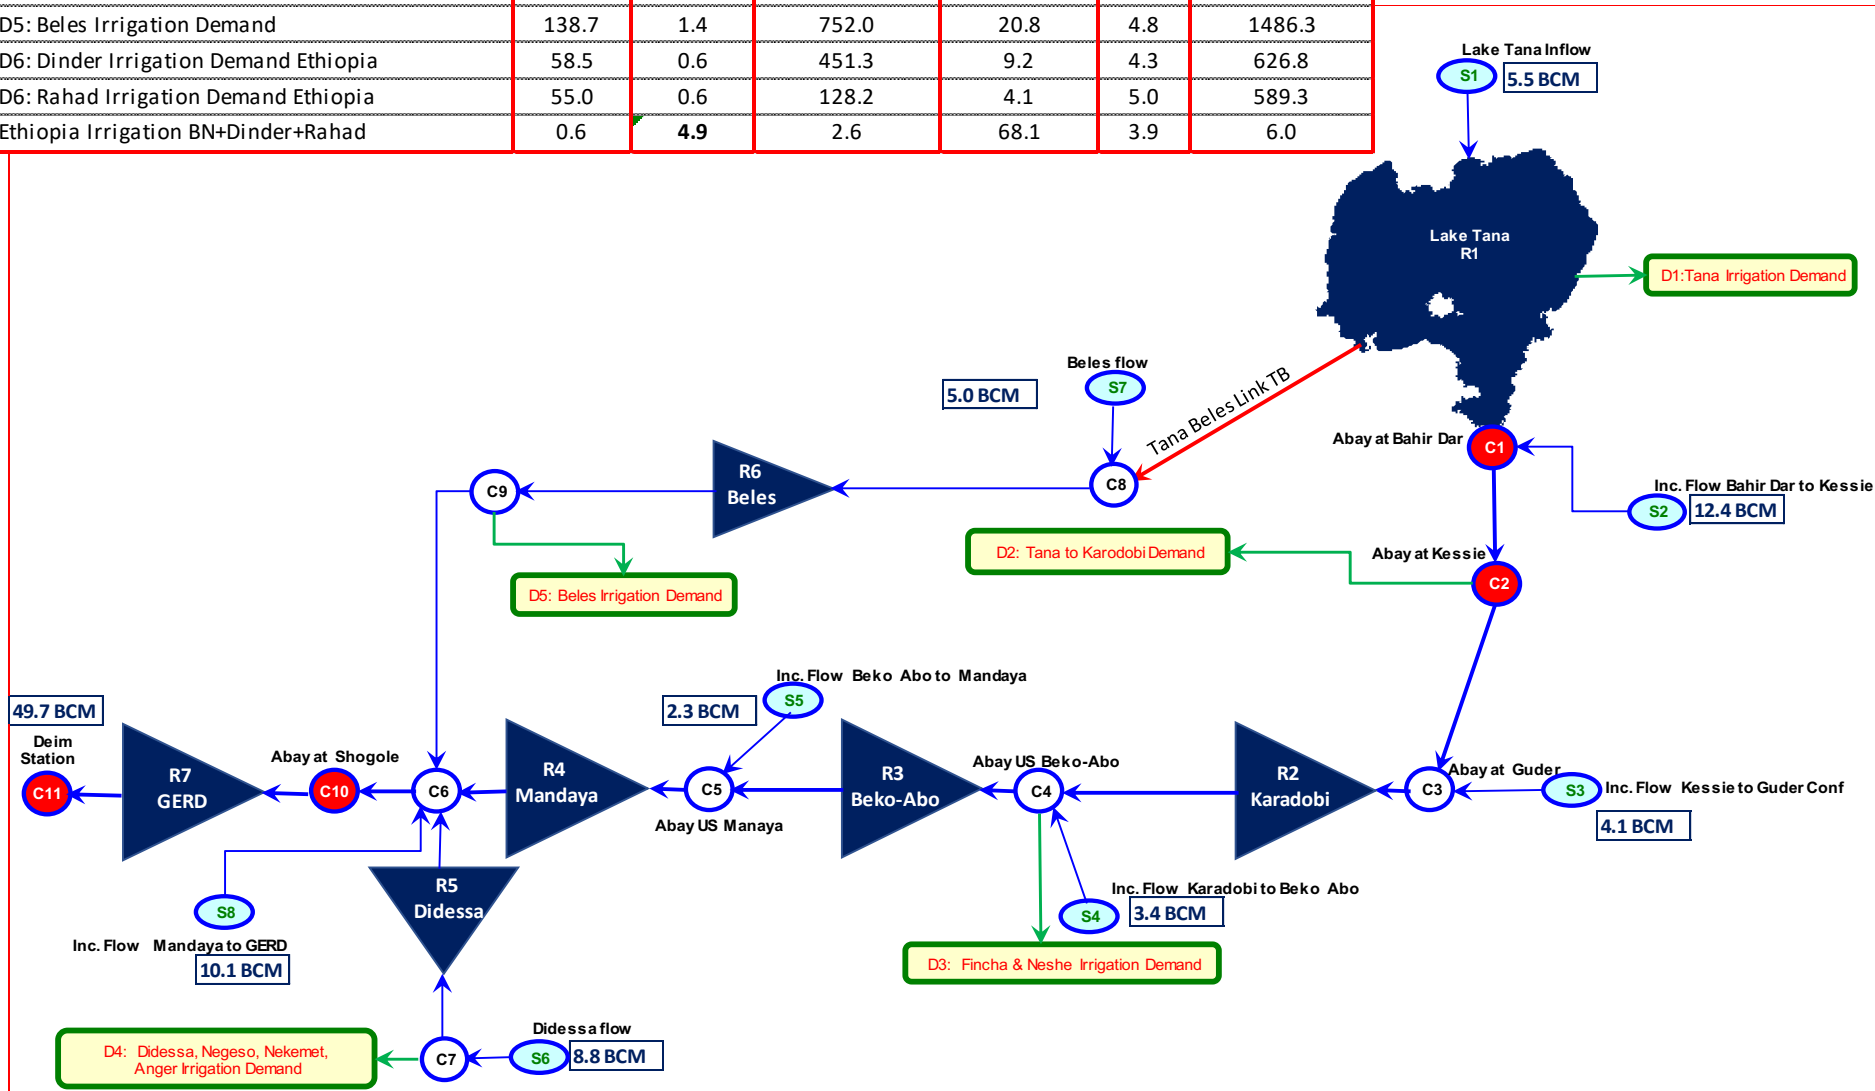 D5: Beles Irrigation Demand 138.7 1.4 752.0 20.8 4.8 1486.3
D6: Dinder Irrigation Demand Ethiopia 58.5 0.6 451.3 9.2 4.3 626.8
D6: Rahad Irrigation Demand Ethiopia 55.0 0.6 128.2 4.1 5.0 589.3
Ethiopia Irrigation BN+Dinder+Rahad 0.6 4.9 2.6 68.1 3.9 6.0
Lake Tana Inflow
S1
5.5 BCM
Lake Tana
R1
D1:Tana Irrigation Demand
Tana Beles Link TB
Beles flow
S7
5.0 BCM
Abay at Bahir Dar
C1
Inc. Flow Bahir Dar to Kessie
S2
12.4 BCM
C8
R6
Beles
C9
D5: Beles Irrigation Demand
D2: Tana to Karodobi Demand
Abay at Kessie
C2
49.7 BCM
Deim
Station
C11
R7
GERD
Abay at Shogole
C10
C6
R4
Mandaya
Inc. Flow Beko Abo to Mandaya
S5
2.3 BCM
C5
Abay US Manaya
R3
Beko-Abo
Abay US Beko-Abo
C4
R2
Karadobi
Abay at Guder
C3
S3
Inc. Flow Kessie to Guder Conf
4.1 BCM
R5
Didessa
S8
Inc. Flow Mandaya to GERD
10.1 BCM
Inc. Flow Karadobi to Beko Abo
S4
3.4 BCM
D3: Fincha & Neshe Irrigation Demand
Didessa flow
S6
8.8 BCM
C7
D4: Didessa, Negeso, Nekemet,
Anger Irrigation Demand